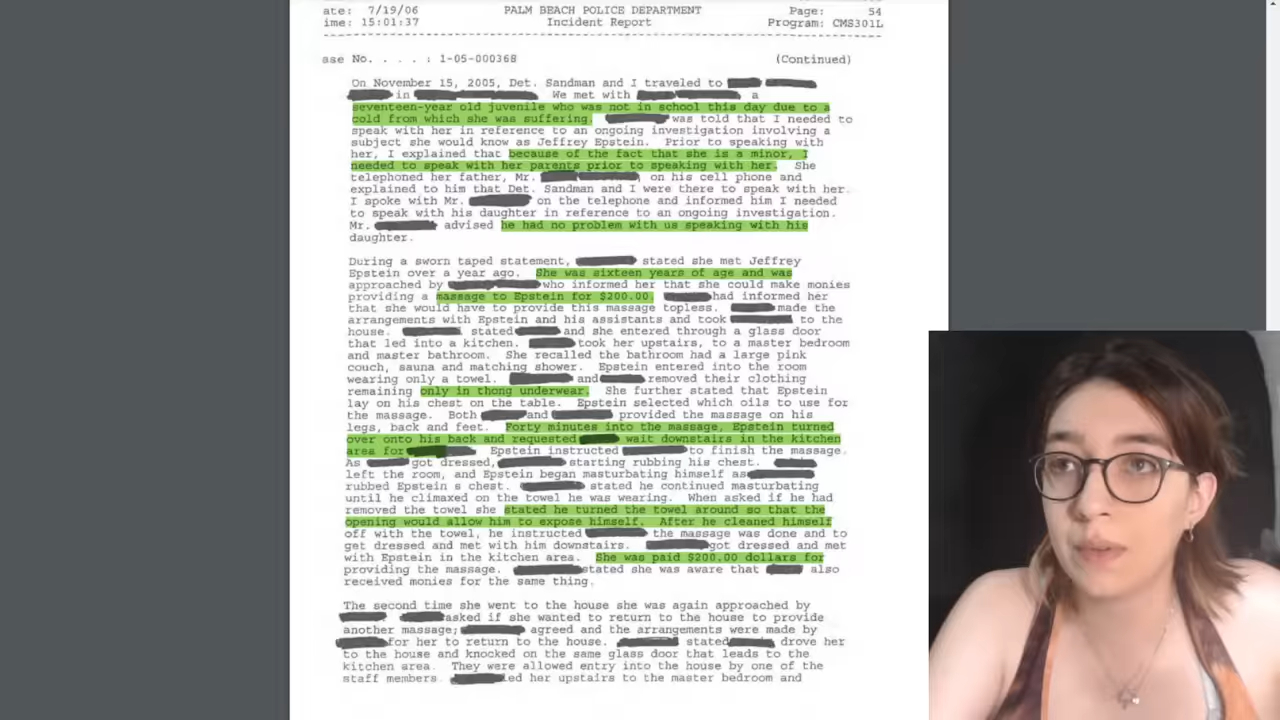 ate: 7/19/06 PALM BEACH POLICE DEPARTMENT Page: 54
ime: 15:01:37 Incident Report Program: CMS301L
ase No. . . . : 1-05-000368 (Continued)
On November 15, 2005, Det. Sandman and I traveled to
in We met with a
seventeen-year old juvenile who was not in school this day due to a
cold from which she was suffering. was told that I needed to
speak with her in reference to an ongoing investigation involving a
subject she would know as Jeffrey Epstein. Prior to speaking with
her, I explained that because of the fact that she is a minor, I
needed to speak with her parents prior to speaking with her. She
telephoned her father, Mr. on his cell phone and
explained to him that Det. Sandman and I were there to speak with her.
I spoke with Mr. on the telephone and informed him I needed
to speak with his daughter in reference to an ongoing investigation.
Mr. advised he had no problem with us speaking with his
daughter.
During a sworn taped statement, stated she met Jeffrey
Epstein over a year ago. She was sixteen years of age and was
approached by who informed her that she could make monies
providing a massage to Epstein for $200.00. had informed her
that she would have to provide this massage topless. made the
arrangements with Epstein and his assistants and took to the
house. stated and she entered through a glass door
that led into a kitchen. took her upstairs, to a master bedroom
and master bathroom. She recalled the bathroom had a large pink
couch, sauna and matching shower. Epstein entered into the room
wearing only a towel. and removed their clothing
remaining only in thong underwear. She further stated that Epstein
lay on his chest on the table. Epstein selected which oils to use for
the massage. Both and provided the massage on his
legs, back and feet. Forty minutes into the massage, Epstein turned
over onto his back and requested wait downstairs in the kitchen
area for Epstein instructed to finish the massage.
As got dressed, starting rubbing his chest.
left the room, and Epstein began masturbating himself as
rubbed Epstein s chest. stated he continued masturbating
until he climaxed on the towel he was wearing. When asked if he had
removed the towel she stated he turned the towel around so that the
opening would allow him to expose himself. After he cleaned himself
off with the towel, he instructed the massage was done and to
get dressed and met with him downstairs. got dressed and met
with Epstein in the kitchen area. She was paid $200.00 dollars for
providing the massage. stated she was aware that also
received monies for the same thing.
The second time she went to the house she was again approached by
asked if she wanted to return to the house to provide
another massage; agreed and the arrangements were made by
for her to return to the house. stated drove her
to the house and knocked on the same glass door that leads to the
kitchen area. They were allowed entry into the house by one of the
staff members. led her upstairs to the master bedroom and